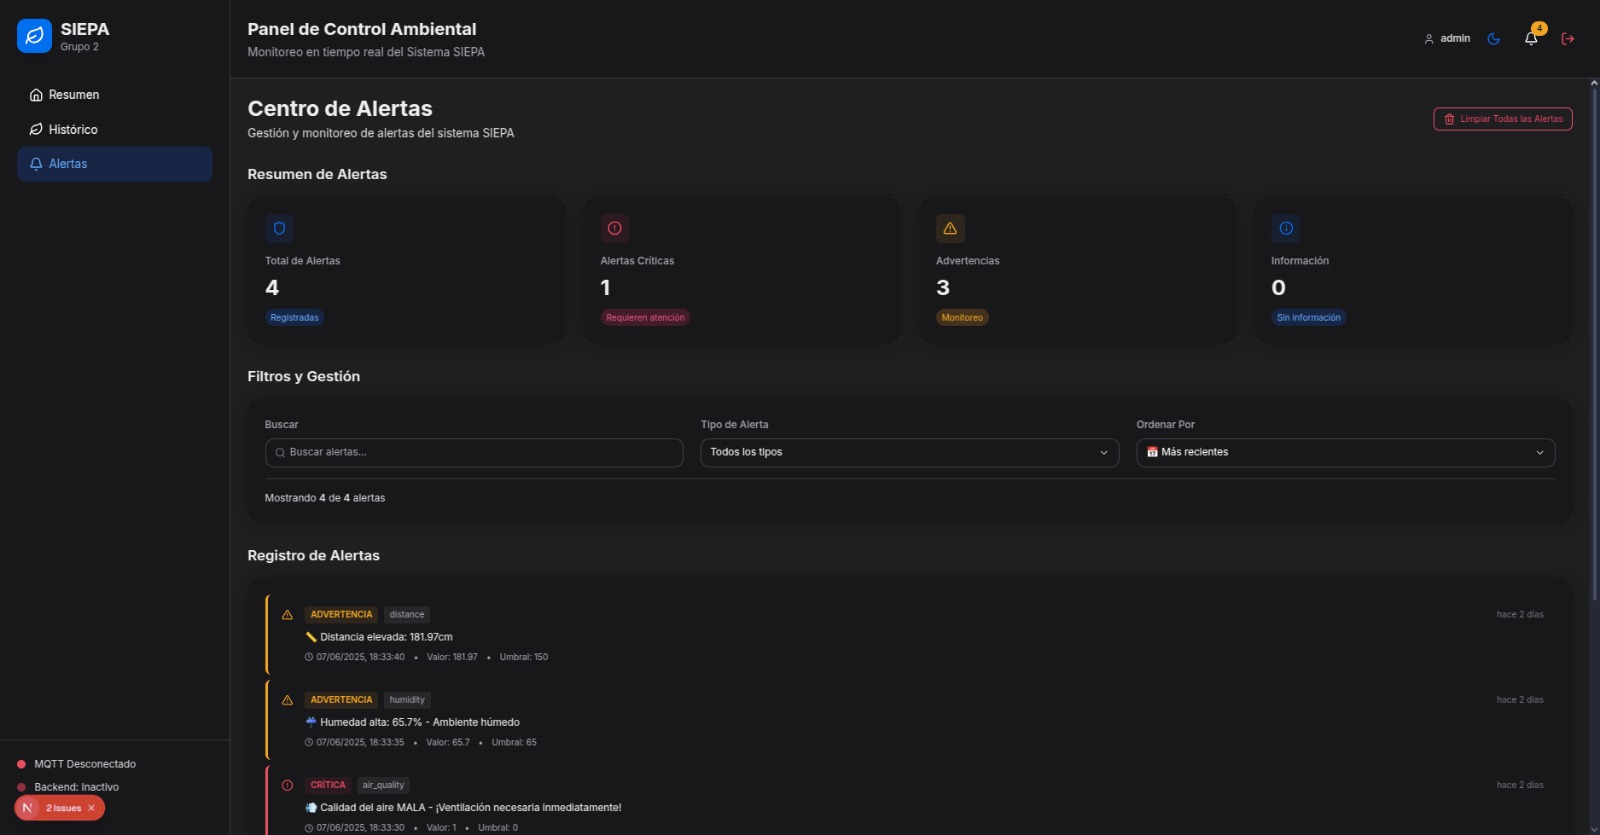 SIEPA
Grupo 2
Resumen
Histórico
Alertas
MQTT Desconectado
Backend: Inactivo
N 2 Issues
Panel de Control Ambiental
Monitoreo en tiempo real del Sistema SIEPA
admin
4
Centro de Alertas
Gestión y monitoreo de alertas del sistema SIEPA
Limpiar Todas las Alertas
Resumen de Alertas
Total de Alertas
4
Registradas
Alertas Críticas
1
Requieren atención
Advertencias
3
Monitoreo
Información
0
Sin información
Filtros y Gestión
Buscar
Buscar alertas...
Tipo de Alerta
Todos los tipos
Ordenar Por
📅 Más recientes
Mostrando 4 de 4 alertas
Registro de Alertas
ADVERTENCIA distance hace 2 días
📏 Distancia elevada: 181.97cm
07/06/2025, 18:33:40 • Valor: 181.97 • Umbral: 150
ADVERTENCIA humidity hace 2 días
☔ Humedad alta: 65.7% - Ambiente húmedo
07/06/2025, 18:33:35 • Valor: 65.7 • Umbral: 65
CRÍTICA air_quality hace 2 días
💨 Calidad del aire MALA - ¡Ventilación necesaria inmediatamente!
07/06/2025, 18:33:30 • Valor: 1 • Umbral: 0